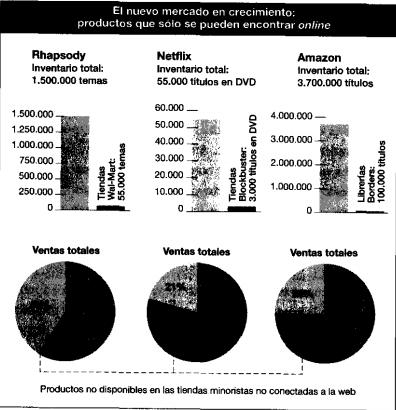 El nuevo mercado en crecimiento:
productos que sólo se pueden encontrar online
Rhapsody
Inventario total:
1.500.000 temas
1.500.000
1.250.000
1.000.000
750.000
500.000
250.000
0
Tiendas
Wal-Mart:
55.000 temas
Netflix
Inventario total:
55.000 títulos en DVD
60.000
50.000
40.000
30.000
20.000
10.000
0
Tiendas
Blockbuster:
3.000 títulos en DVD
Amazon
Inventario total:
3.700.000 títulos
4.000.000
3.000.000
2.000.000
1.000.000
0
Librerías
Borders:
100.000 títulos
Ventas totales
Ventas totales
Ventas totales
21%
Productos no disponibles en las tiendas minoristas no conectadas a la web